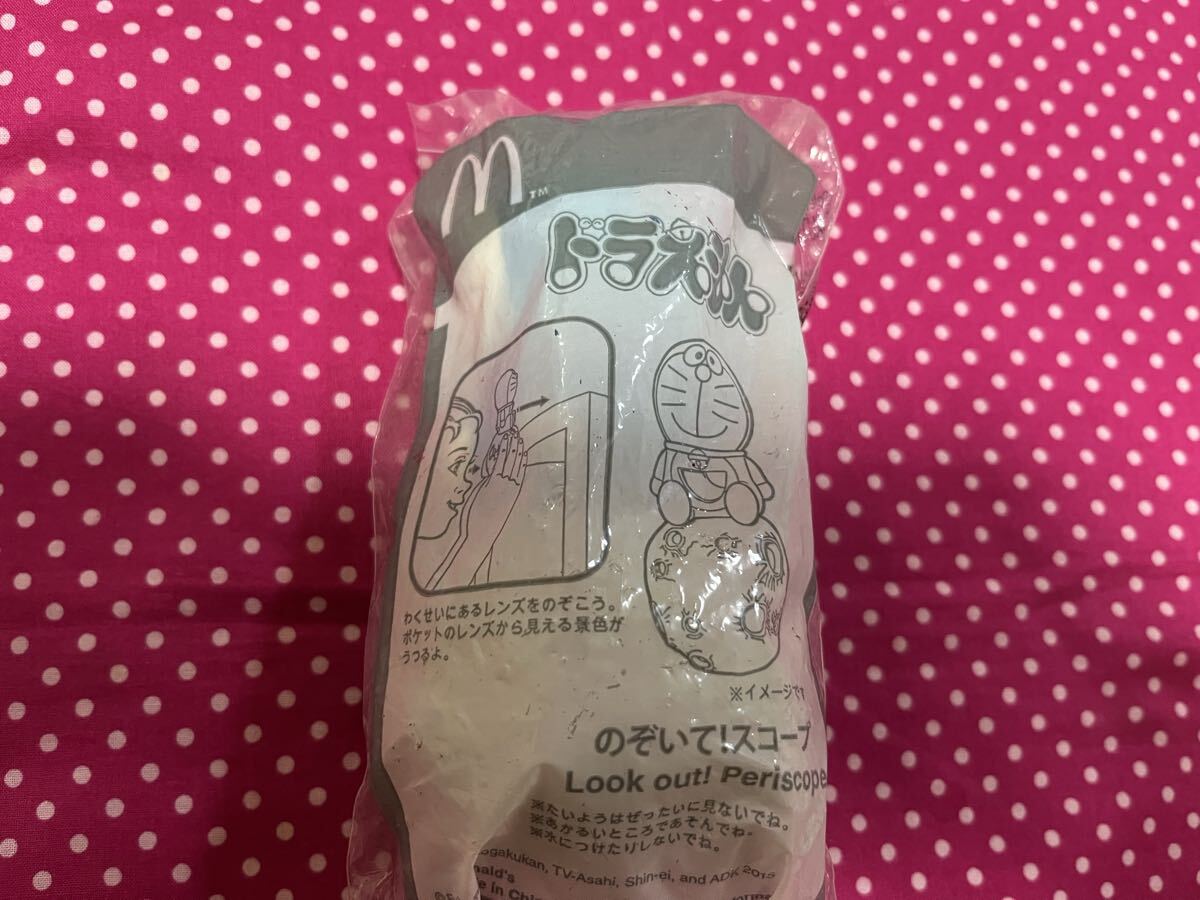 M™
ドラえもん
わくせいにあるレンズをのぞこう。
ポケットのレンズから見える景色が
うつるよ。
※イメージです
のぞいて!スコープ
Look out! Periscope
※たいようはぜったいに見ないでね。
※あかるいところであそんでね。
※水につけたりしないでね。
ogakukan, TV-Asahi, Shin-ei, and ADK 2015
nald's
e in Chi